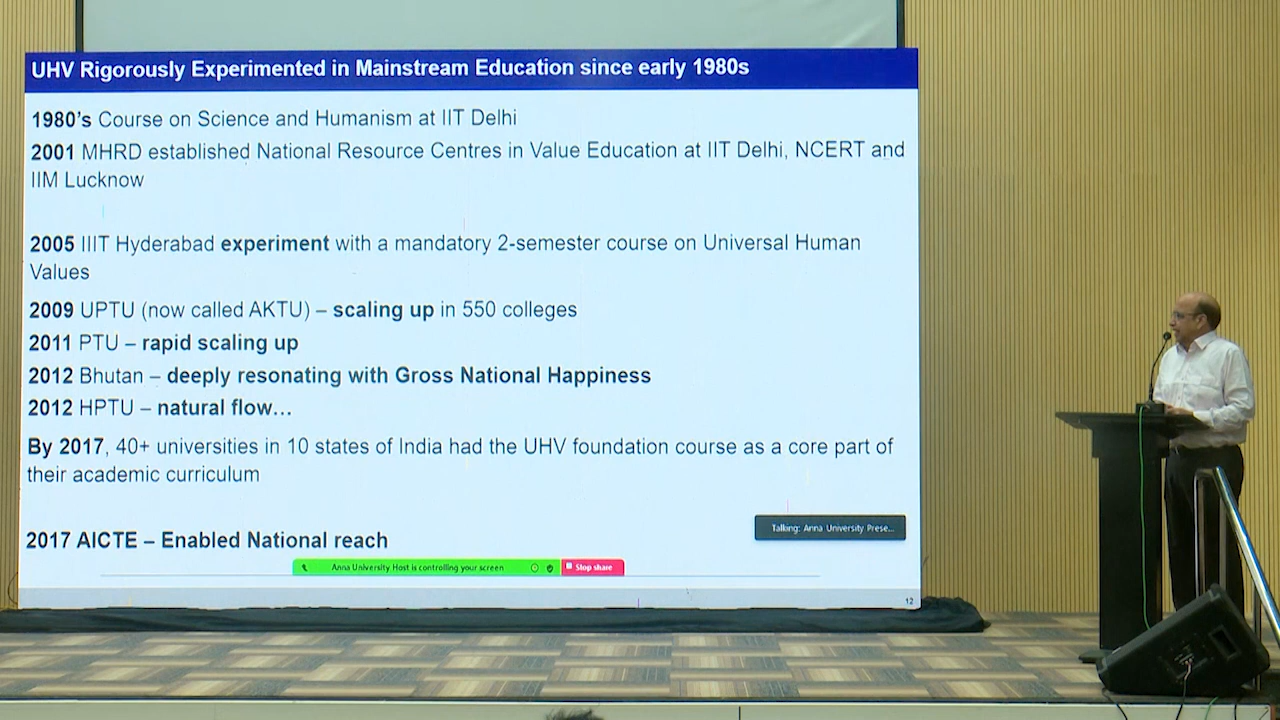 UHV Rigorously Experimented in Mainstream Education since early 1980s
1980's Course on Science and Humanism at IIT Delhi
2001 MHRD established National Resource Centres in Value Education at IIT Delhi, NCERT and
IIM Lucknow
2005 IIIT Hyderabad experiment with a mandatory 2-semester course on Universal Human
Values
2009 UPTU (now called AKTU) – scaling up in 550 colleges
2011 PTU – rapid scaling up
2012 Bhutan – deeply resonating with Gross National Happiness
2012 HPTU – natural flow...
By 2017, 40+ universities in 10 states of India had the UHV foundation course as a core part of
their academic curriculum
Talking: Anna University Prese...
2017 AICTE – Enabled National reach
Anna University Host is controlling your screen
Stop share
12